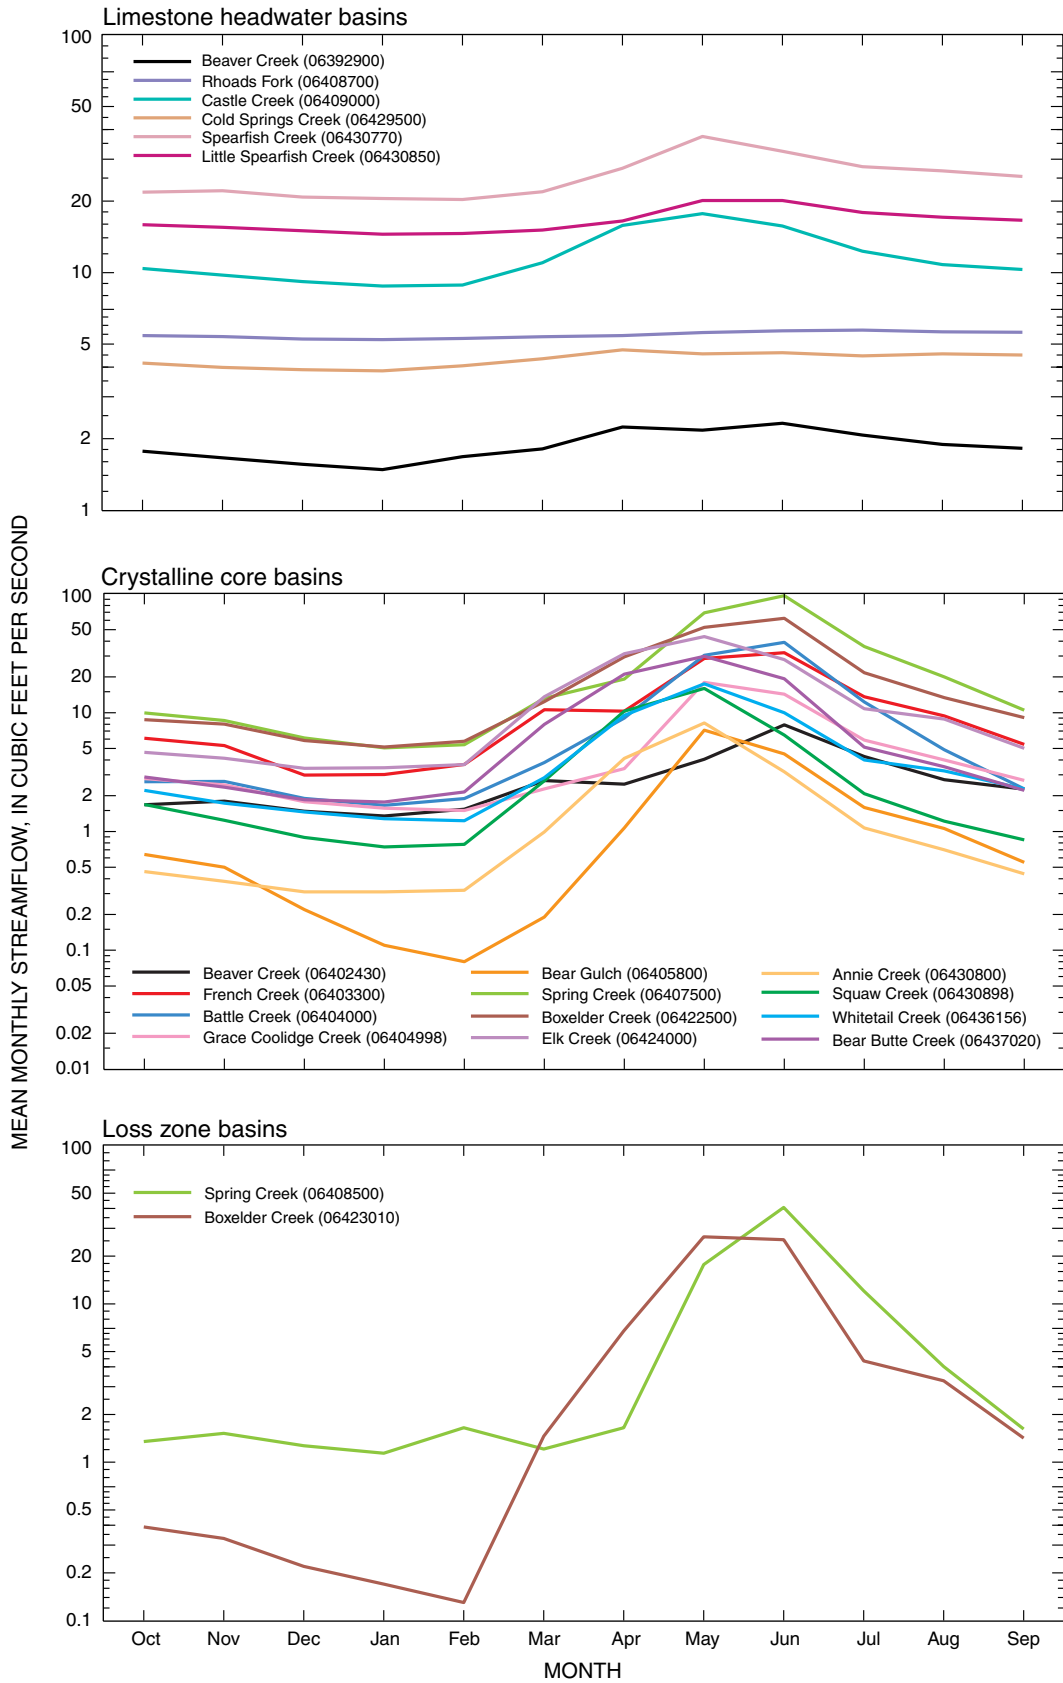 Limestone headwater basins
100
50
20
10
5
2
1
Beaver Creek (06392900)
Rhoads Fork (06408700)
Castle Creek (06409000)
Cold Springs Creek (06429500)
Spearfish Creek (06430770)
Little Spearfish Creek (06430850)
MEAN MONTHLY STREAMFLOW, IN CUBIC FEET PER SECOND
Crystalline core basins
100
50
20
10
5
2
1
0.5
0.2
0.1
0.05
0.02
0.01
Beaver Creek (06402430)
French Creek (06403300)
Battle Creek (06404000)
Grace Coolidge Creek (06404998)
Bear Gulch (06405800)
Spring Creek (06407500)
Boxelder Creek (06422500)
Elk Creek (06424000)
Annie Creek (06430800)
Squaw Creek (06430898)
Whitetail Creek (06436156)
Bear Butte Creek (06437020)
Loss zone basins
100
50
20
10
5
2
1
0.5
0.2
0.1
Spring Creek (06408500)
Boxelder Creek (06423010)
Oct Nov Dec Jan Feb Mar Apr May Jun Jul Aug Sep
MONTH